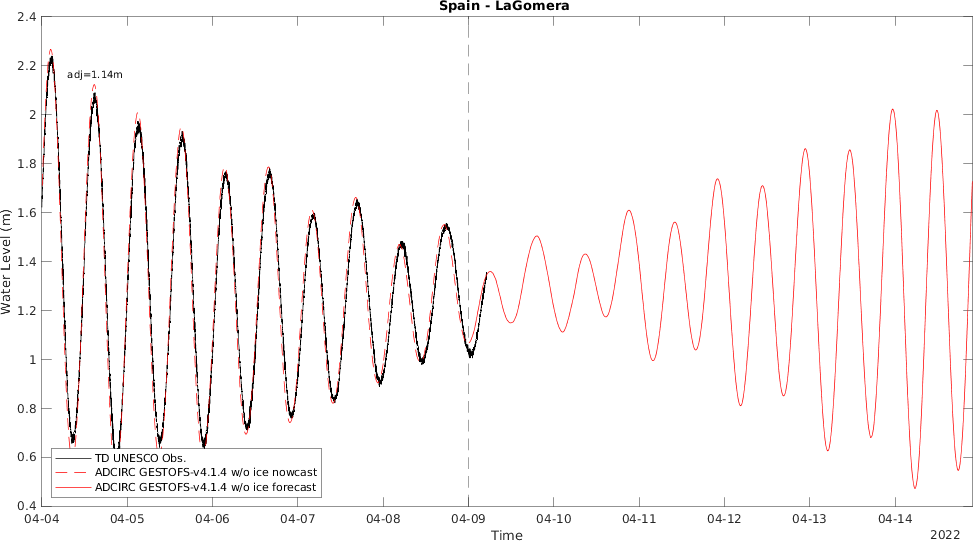 Spain - LaGomera
2.4
2.2
2
1.8
1.6
1.4
1.2
1
0.8
0.6
0.4
Water Level (m)
adj=1.14m
TD UNESCO Obs.
ADCIRC GESTOFS-v4.1.4 w/o ice nowcast
ADCIRC GESTOFS-v4.1.4 w/o ice forecast
04-04 04-05 04-06 04-07 04-08 04-09 04-10 04-11 04-12 04-13 04-14
Time
2022